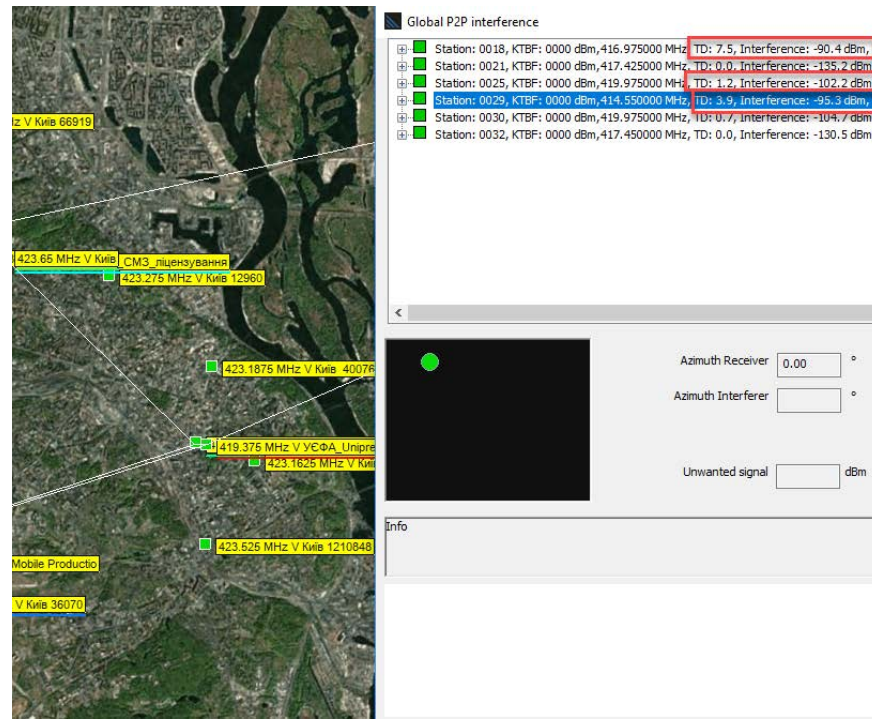 Global P2P interference
Station: 0018, KTBF: 0000 dBm,416.975000 MHz, TD: 7.5, Interference: -90.4 dBm,
Station: 0021, KTBF: 0000 dBm,417.425000 MHz, TD: 0.0, Interference: -135.2 dBm
Station: 0025, KTBF: 0000 dBm,419.975000 MHz, TD: 1.2, Interference: -102.2 dBm
Station: 0029, KTBF: 0000 dBm,414.550000 MHz, TD: 3.9, Interference: -95.3 dBm,
Station: 0030, KTBF: 0000 dBm,419.975000 MHz, TD: 0.7, Interference: -104.7 dBm
Station: 0032, KTBF: 0000 dBm,417.450000 MHz, TD: 0.0, Interference: -130.5 dBm
z V Київ 66919
423.65 MHz V Київ
_СМЗ_ліцензування
423.275 MHz V Київ 12960
423.1875 MHz V Київ 40076
419.375 MHz V УЄФА_Unipre
423.1625 MHz V Киї
423.525 MHz V Київ 1210848
Mobile Productio
V Київ 36070
Azimuth Receiver 0.00 °
Azimuth Interferer °
Unwanted signal dBm
Info